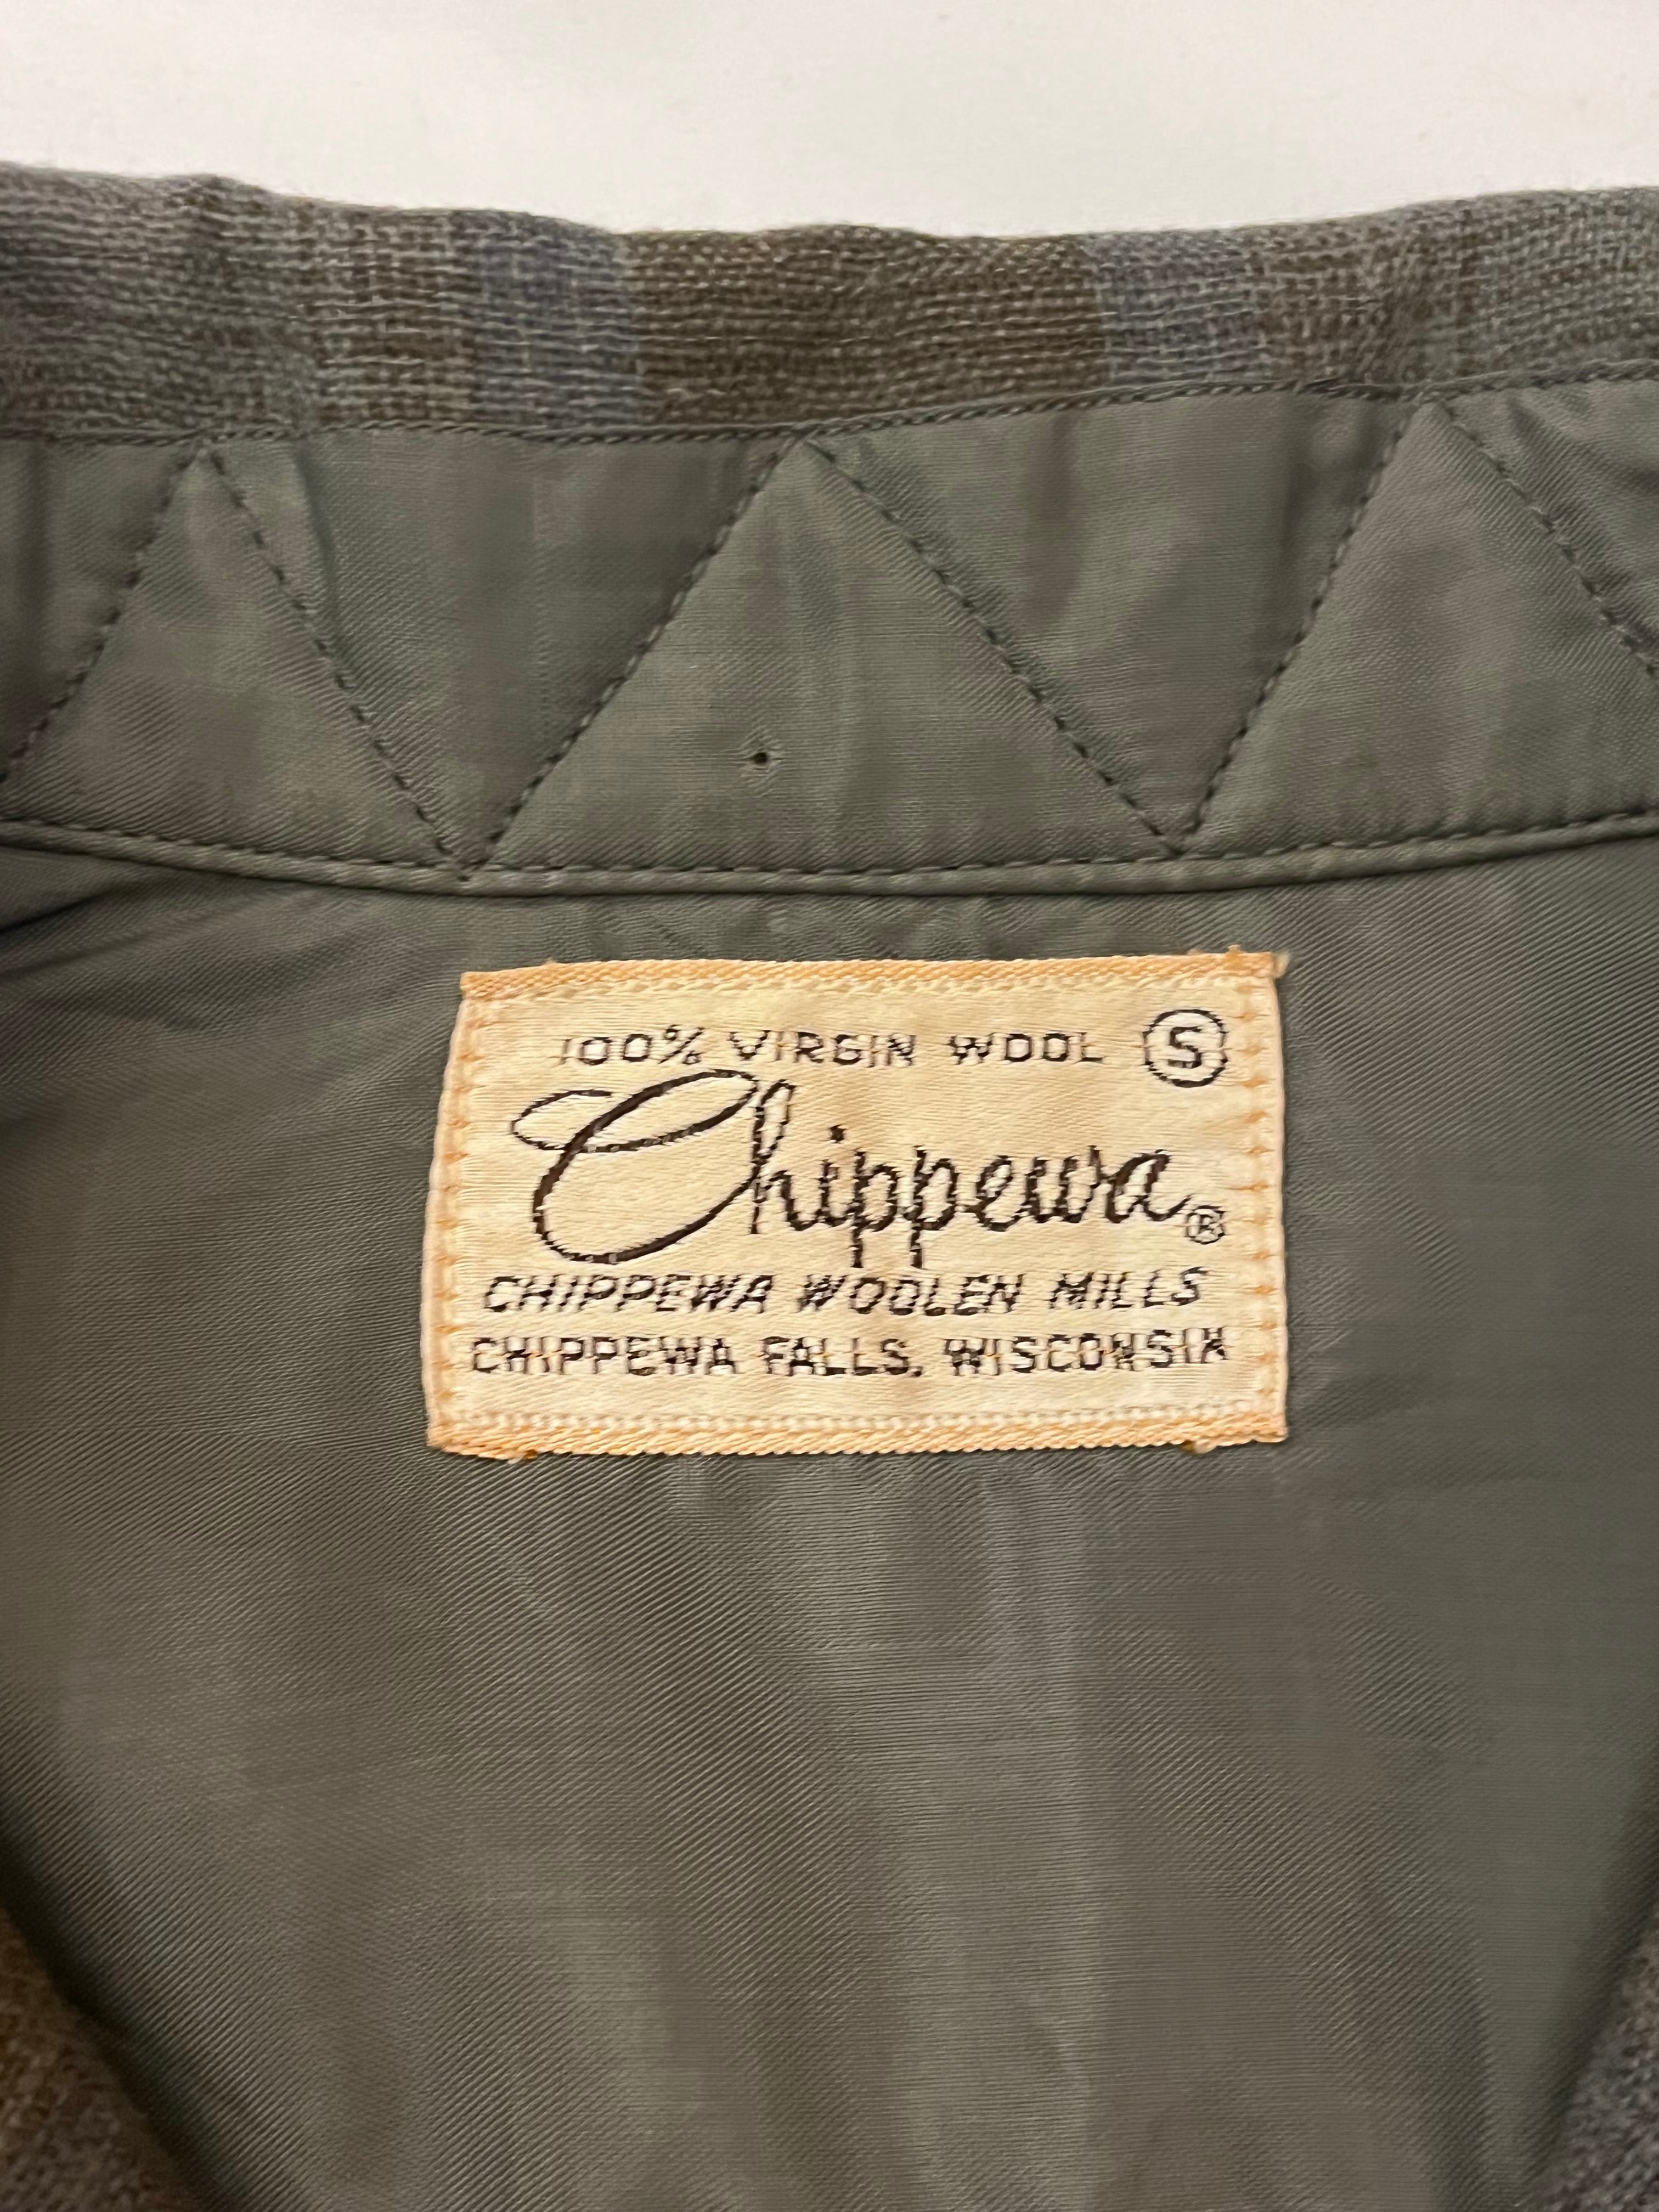 100% VIRGIN WOOL S
Chippewa®
CHIPPEWA WOOLEN MILLS
CHIPPEWA FALLS, WISCONSIN